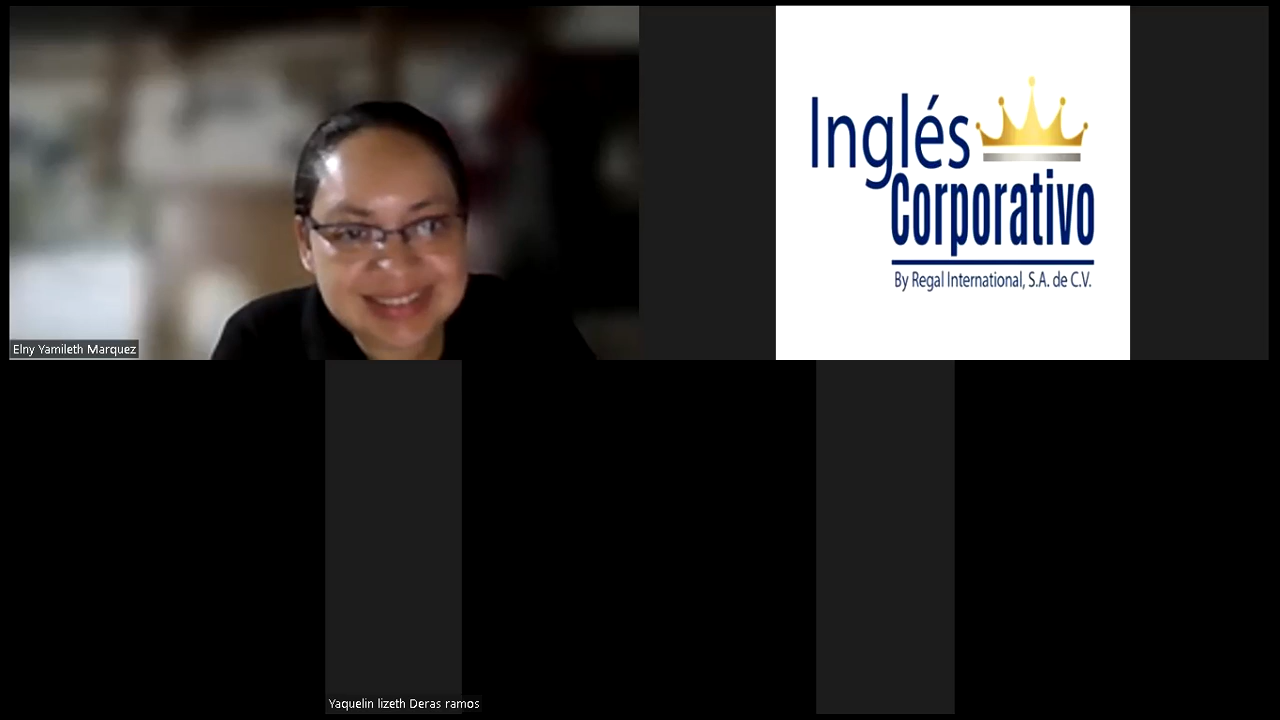 Inglés
Corporativo
By Regal International, S.A. de C.V.
Elny Yamileth Marquez
Yaquelin lizeth Deras ramos